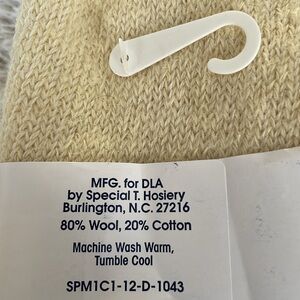 MFG. for DLA
by Special T. Hosiery
Burlington, N.C. 27216
80% Wool, 20% Cotton
Machine Wash Warm,
Tumble Cool
SPM1C1-12-D-1043